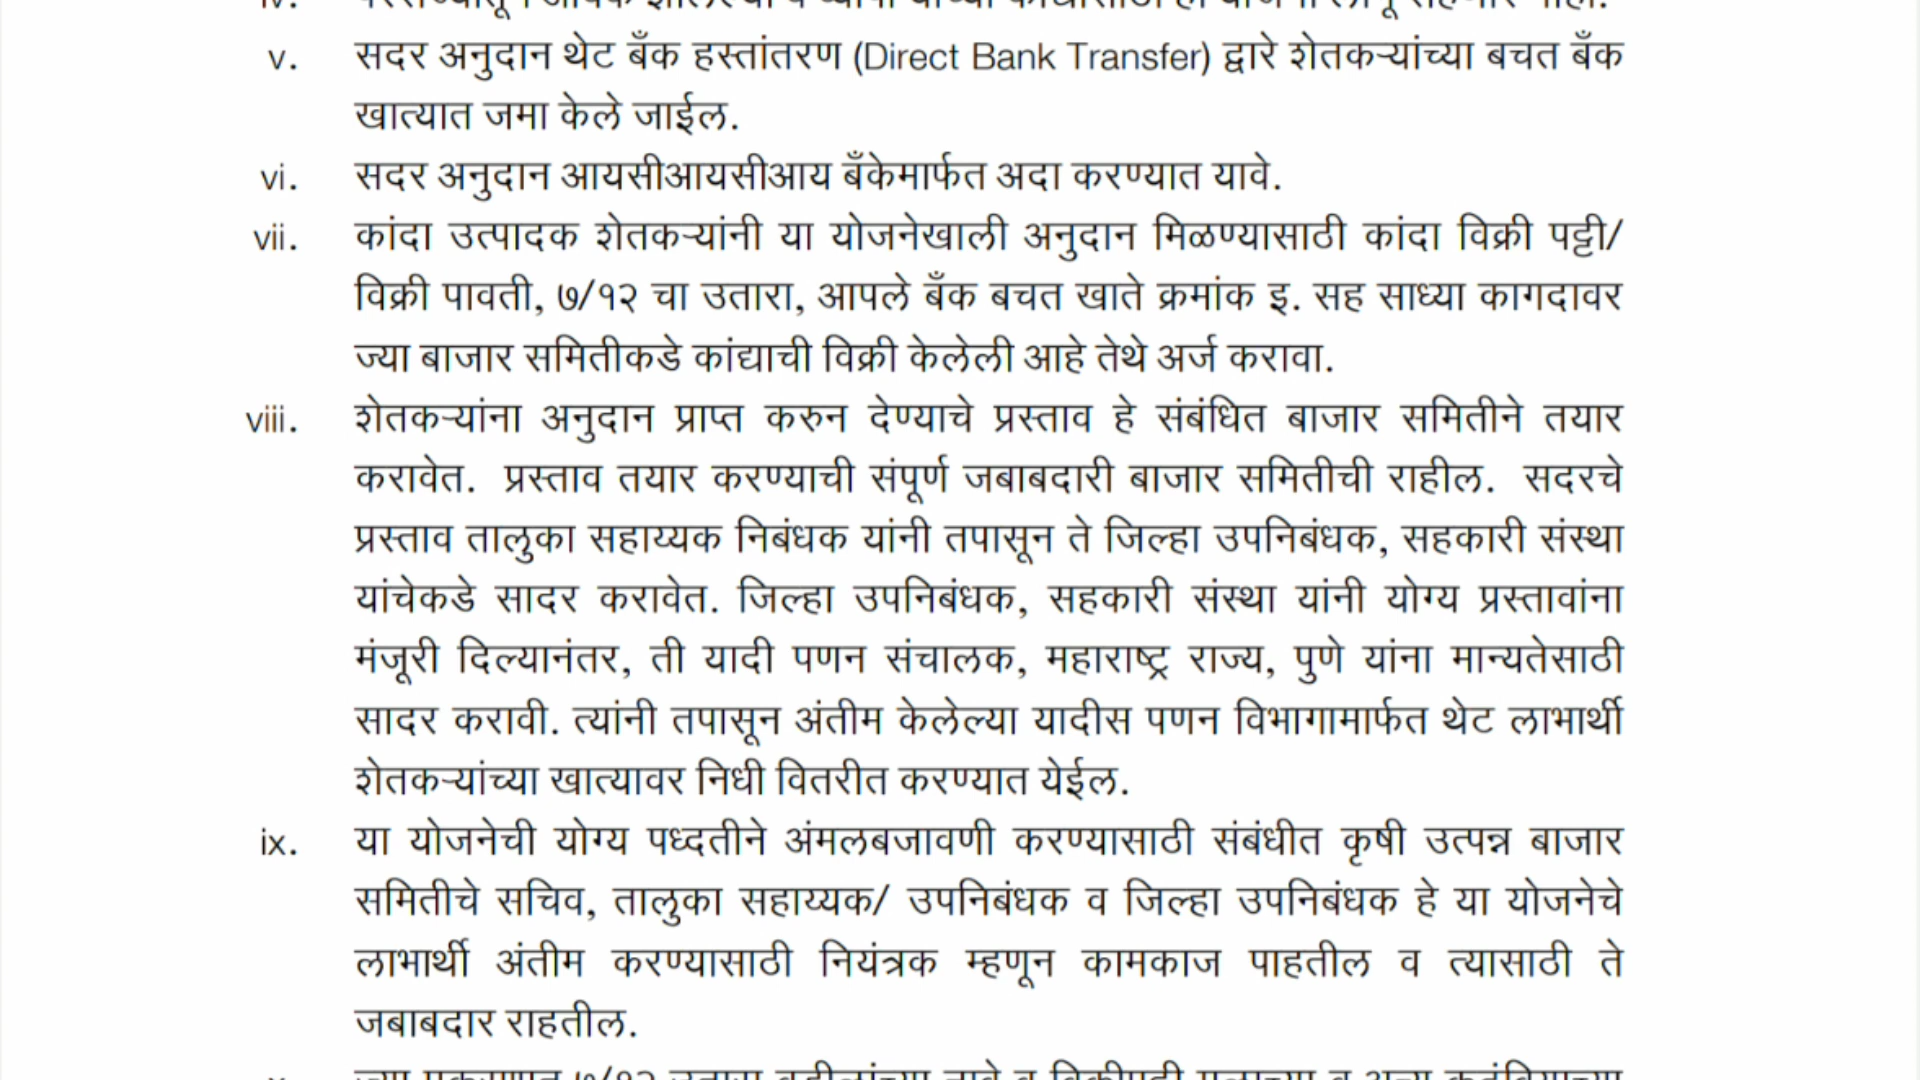 v. सदर अनुदान थेट बँक हस्तांतरण (Direct Bank Transfer) द्वारे शेतकऱ्यांच्या बचत बँक
खात्यात जमा केले जाईल.
vi. सदर अनुदान आयसीआयसीआय बँकेमार्फत अदा करण्यात यावे.
vii. कांदा उत्पादक शेतकऱ्यांनी या योजनेखाली अनुदान मिळण्यासाठी कांदा विक्री पट्टी/
विक्री पावती, ७/१२ चा उतारा, आपले बँक बचत खाते क्रमांक इ. सह साध्या कागदावर
ज्या बाजार समितीकडे कांद्याची विक्री केलेली आहे तेथे अर्ज करावा.
viii. शेतकऱ्यांना अनुदान प्राप्त करुन देण्याचे प्रस्ताव हे संबंधित बाजार समितीने तयार
करावेत. प्रस्ताव तयार करण्याची संपूर्ण जबाबदारी बाजार समितीची राहील. सदरचे
प्रस्ताव तालुका सहाय्यक निबंधक यांनी तपासून ते जिल्हा उपनिबंधक, सहकारी संस्था
यांचेकडे सादर करावेत. जिल्हा उपनिबंधक, सहकारी संस्था यांनी योग्य प्रस्तावांना
मंजूरी दिल्यानंतर, ती यादी पणन संचालक, महाराष्ट्र राज्य, पुणे यांना मान्यतेसाठी
सादर करावी. त्यांनी तपासून अंतीम केलेल्या यादीस पणन विभागामार्फत थेट लाभार्थी
शेतकऱ्यांच्या खात्यावर निधी वितरीत करण्यात येईल.
ix. या योजनेची योग्य पध्दतीने अंमलबजावणी करण्यासाठी संबंधीत कृषी उत्पन्न बाजार
समितीचे सचिव, तालुका सहाय्यक/ उपनिबंधक व जिल्हा उपनिबंधक हे या योजनेचे
लाभार्थी अंतीम करण्यासाठी नियंत्रक म्हणून कामकाज पाहतील व त्यासाठी ते
जबाबदार राहतील.